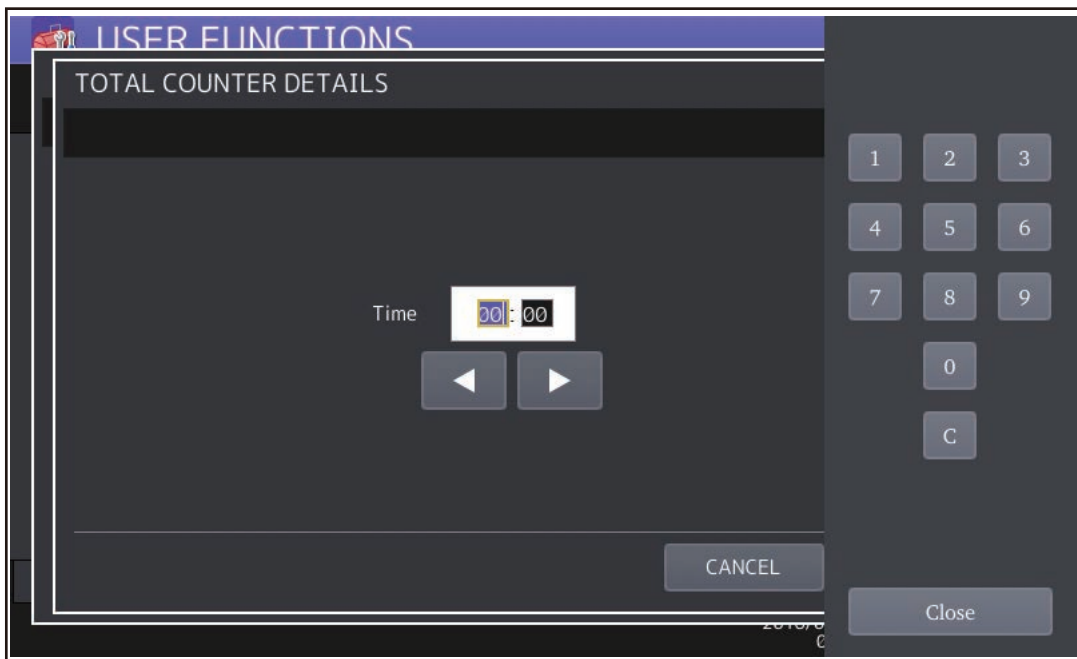 USER FUNCTIONS
TOTAL COUNTER DETAILS
1 2 3
4 5 6
Time 00 : 00
7 8 9
0
C
CANCEL
Close